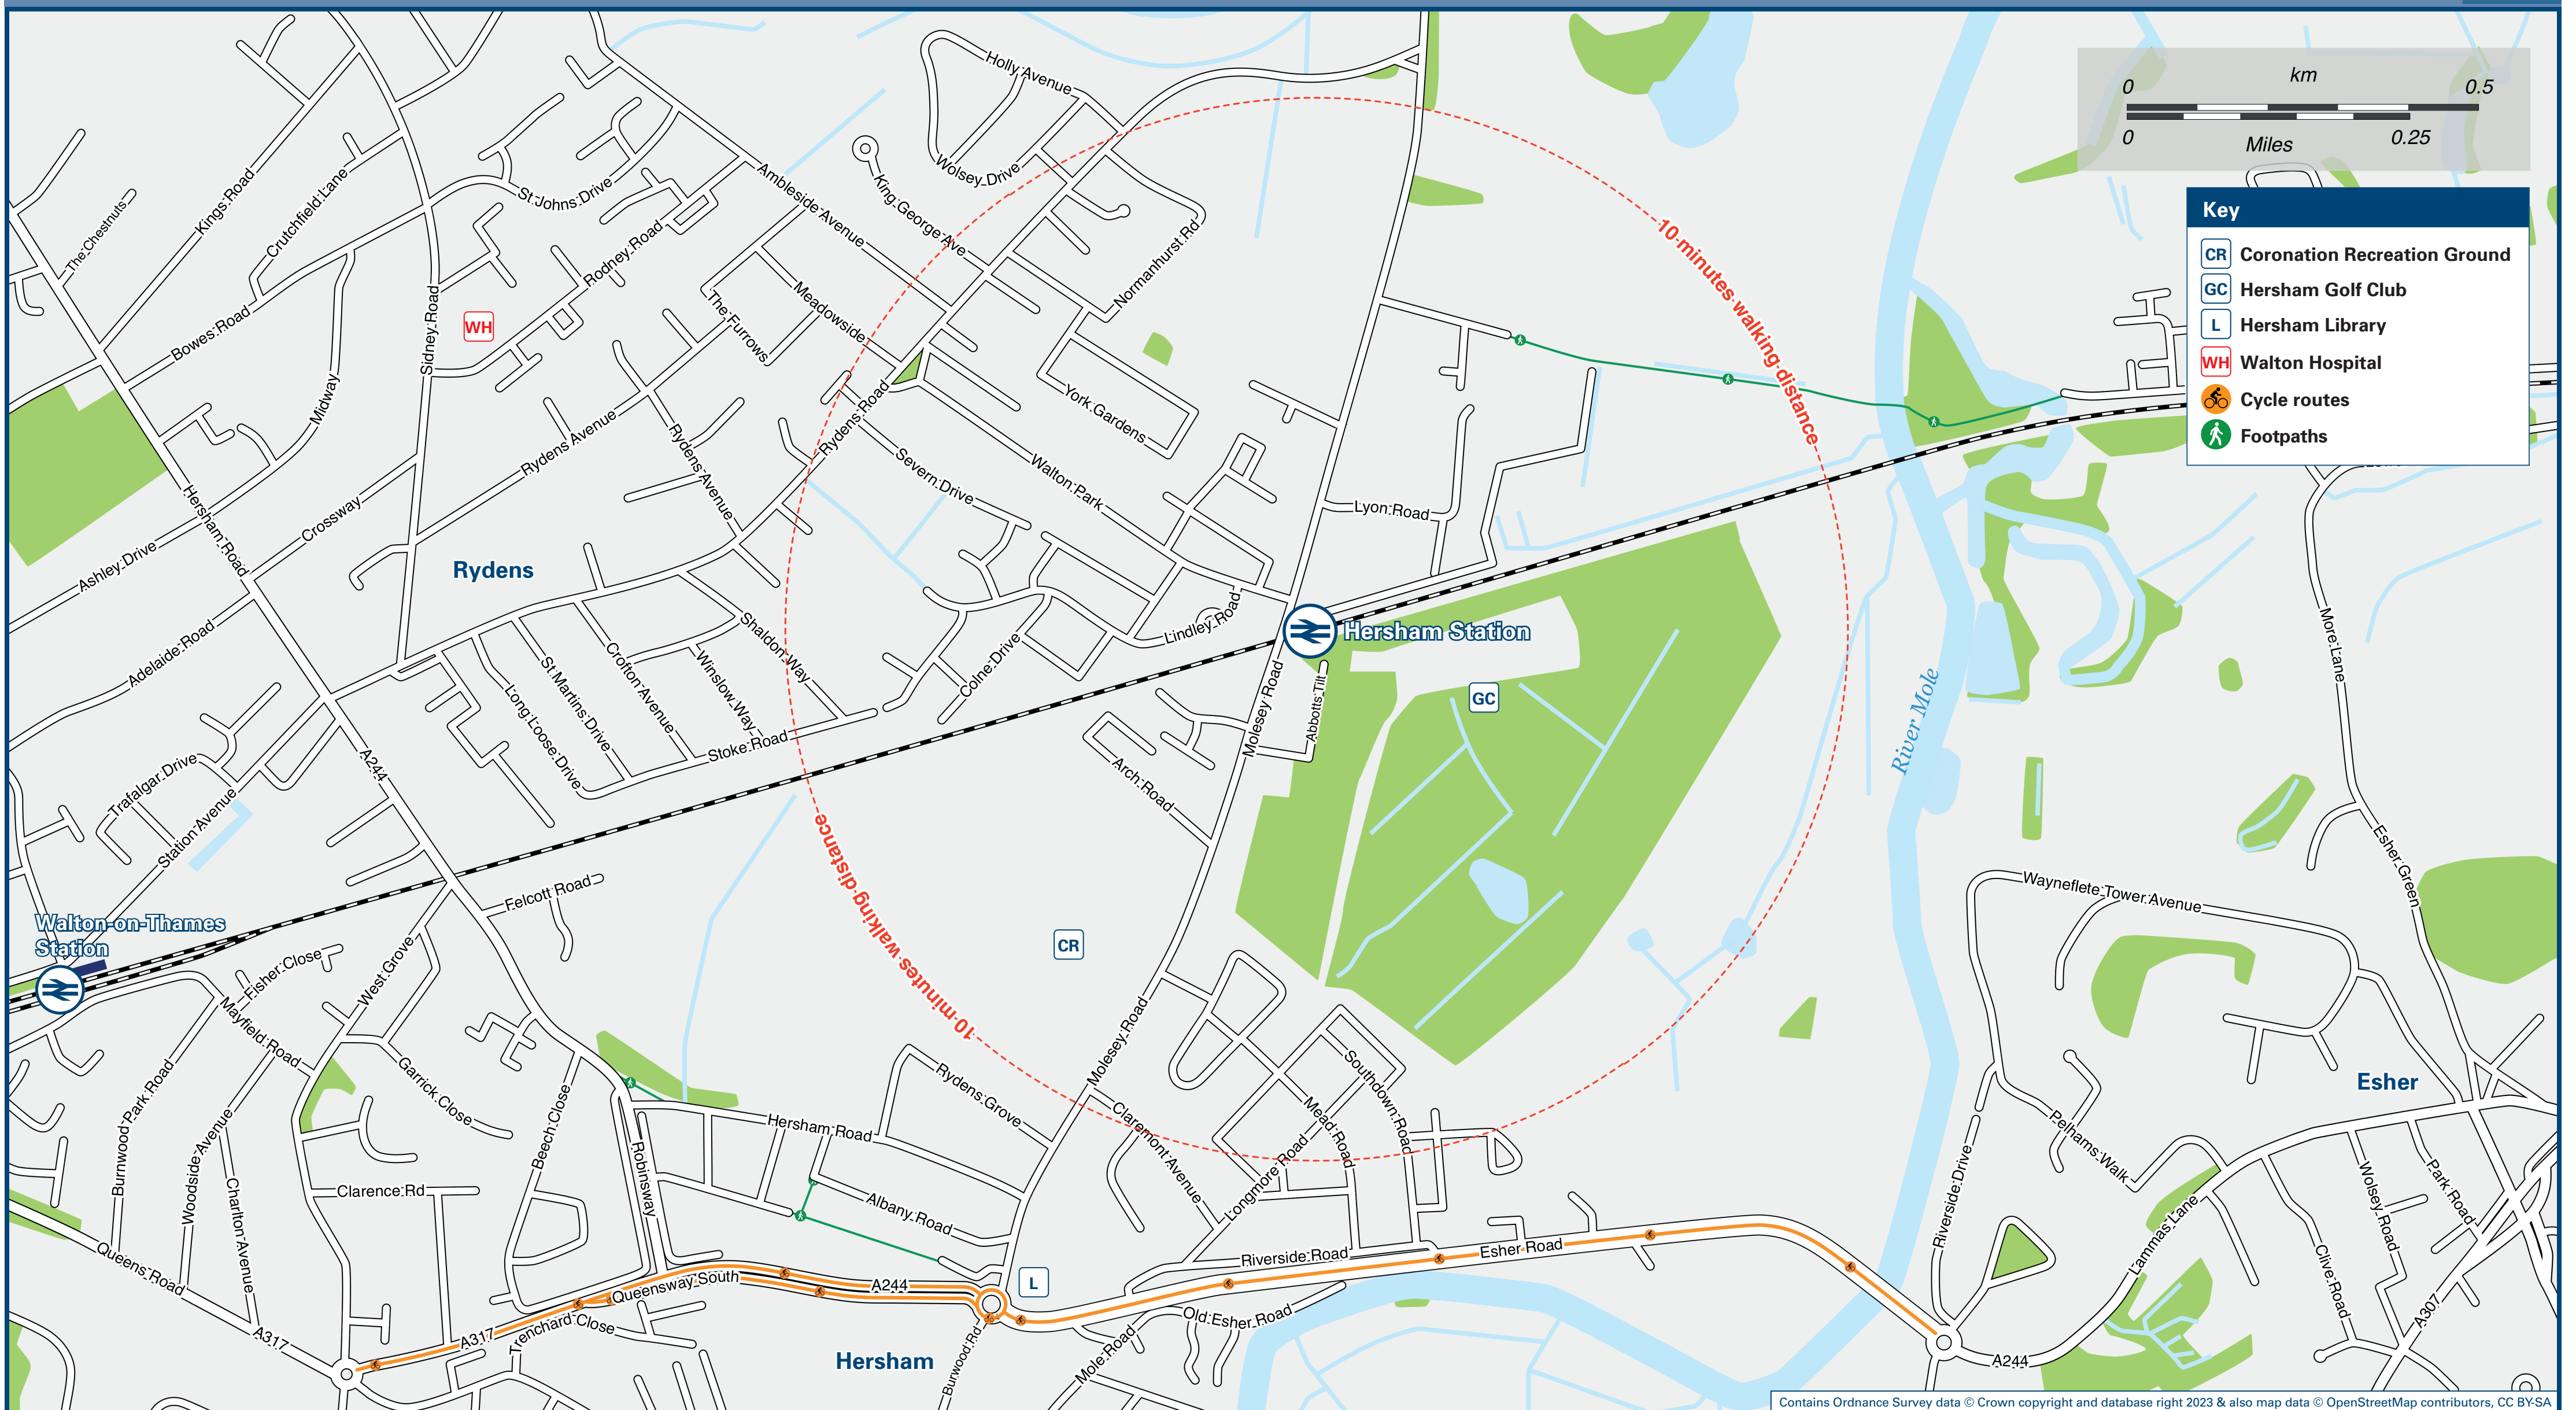 km
0 0.5
0 0.25
Miles
Key
CR Coronation Recreation Ground
GC Hersham Golf Club
L Hersham Library
WH Walton Hospital
Cycle routes
Footpaths
Holly Avenue
Wolsey Drive
King George Ave
Ambleside Avenue
Normanhurst Rd
St Johns Drive
Kings Road
Crutchfield Lane
The Chestnuts
Rodney Road
Bowes Road
Sidney Road
WH
Midway
The Furrows
Meadowside
10 minutes walking distance
York Gardens
Rydens Road
Rydens Avenue
Rydens Avenue
Severn Drive
Walton Park
Lyon Road
Hersham Road
Crossway
Ashley Drive
Rydens
Adelaide Road
Lindley Road
Hersham Station
Shaldon Way
Colne Drive
Crofton Avenue
Winslow Way
St Martins Drive
Long Loose Drive
Stoke Road
Molesey Road
Abbotts Tilt
GC
River Mole
More Lane
A244
Trafalgar Drive
Station Avenue
Arch Road
10 minutes walking distance
Felcott Road
Walton-on-Thames
Station
CR
Esher Green
Wayneflete Tower Avenue
Fisher Close
West Grove
Mayfield Road
Garrick Close
Burnwood Park Road
Woodside Avenue
Charlton Avenue
Beech Close
Molesey Road
Rydens Grove
Hersham Road
Claremont Avenue
Southdown Road
Mead Road
Longmore Road
Robinsway
Esher
Pelhams Walk
Clarence Rd
Albany Road
Riverside Drive
Lammas Lane
Wolsey Road
Park Road
Clive Road
Queens Road
Riverside Road
Esher Road
Queensway South
A244
L
Old Esher Road
A317
A317
Trenchard Close
Burwood Rd
Mole Road
Hersham
A307
A244
Contains Ordnance Survey data © Crown copyright and database right 2023 & also map data © OpenStreetMap contributors, CC BY-SA